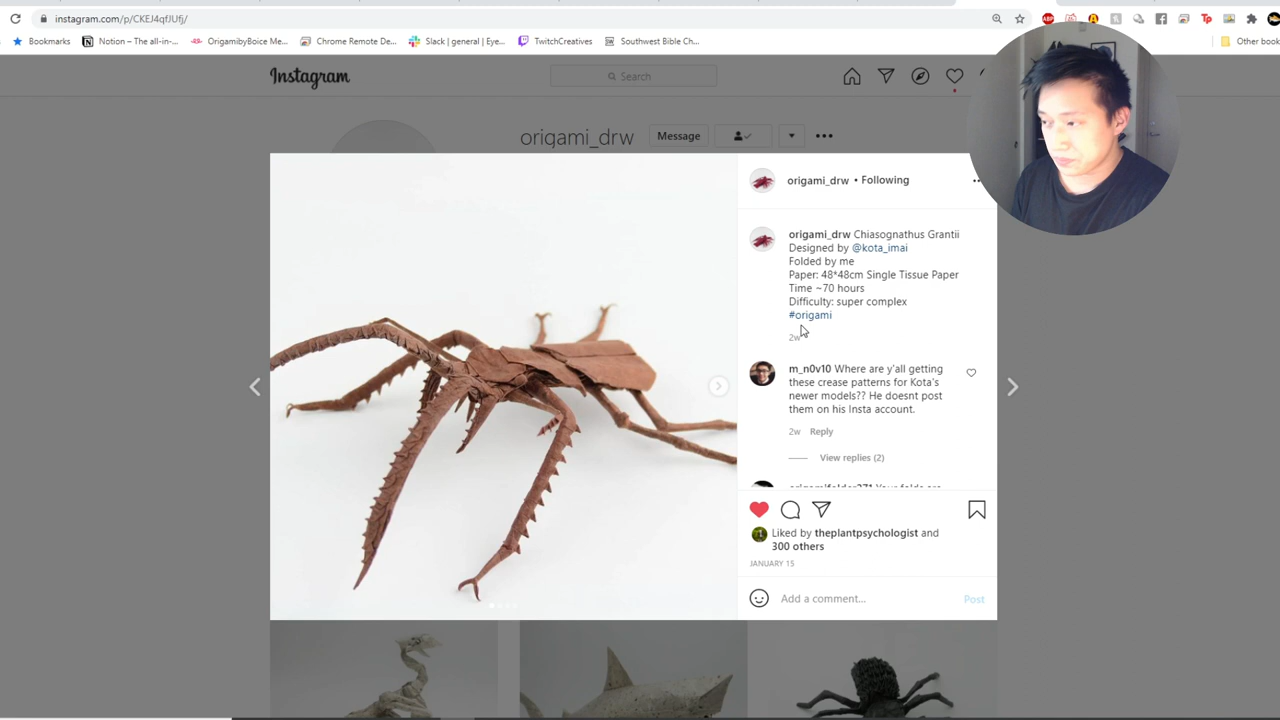 instagram.com/p/CKEJ4qfJUfj/
ABP
Tp
Bookmarks
Notion – The all-in-...
OrigamibyBoice Me...
Chrome Remote De...
Slack | general | Eye...
TwitchCreatives
Southwest Bible Ch...
Other book
Instagram
Search
origami_drw
Message
origami_drw • Following
origami_drw Chiasognathus Grantii
Designed by @kota_imai
Folded by me
Paper: 48*48cm Single Tissue Paper
Time ~70 hours
Difficulty: super complex
#origami
2w
m_n0v10 Where are y'all getting
these crease patterns for Kota's
newer models?? He doesnt post
them on his Insta account.
2w Reply
View replies (2)
Liked by theplantpsychologist and
300 others
JANUARY 15
Add a comment...
Post